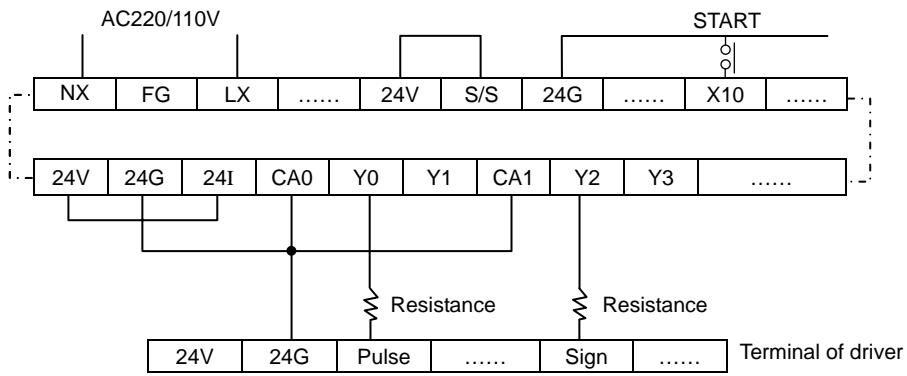 AC220/110V START
NX FG LX …… 24V S/S 24G …… X10 ……
24V 24G 24I CA0 Y0 Y1 CA1 Y2 Y3 ……
Resistance Resistance
24V 24G Pulse …… Sign …… Terminal of driver